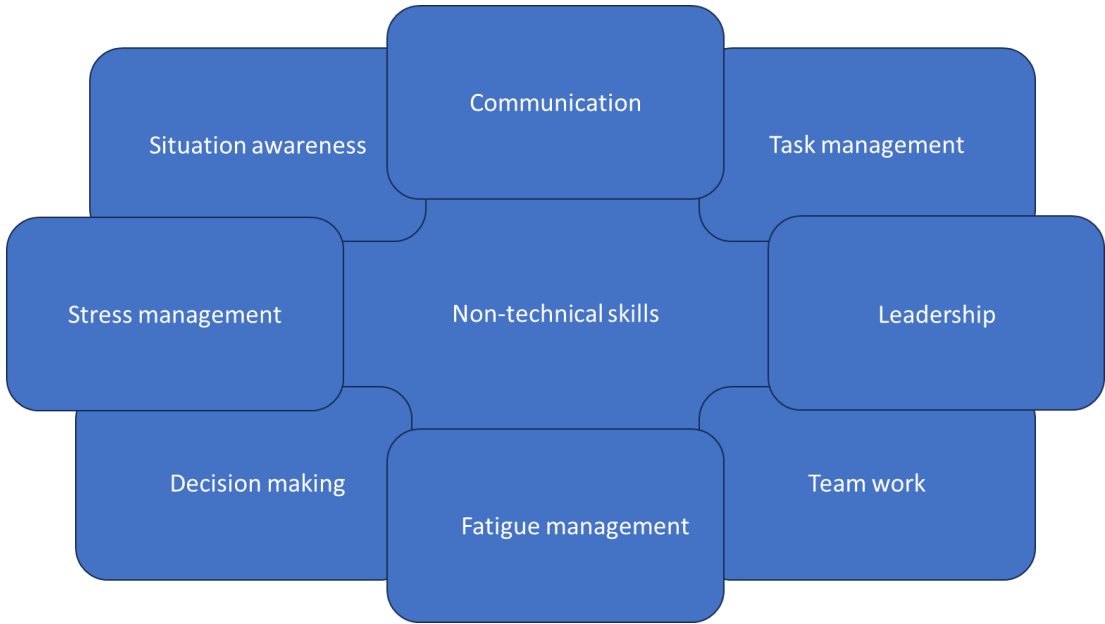 Communication
Situation awareness
Task management
Stress management
Non-technical skills
Leadership
Decision making
Team work
Fatigue management